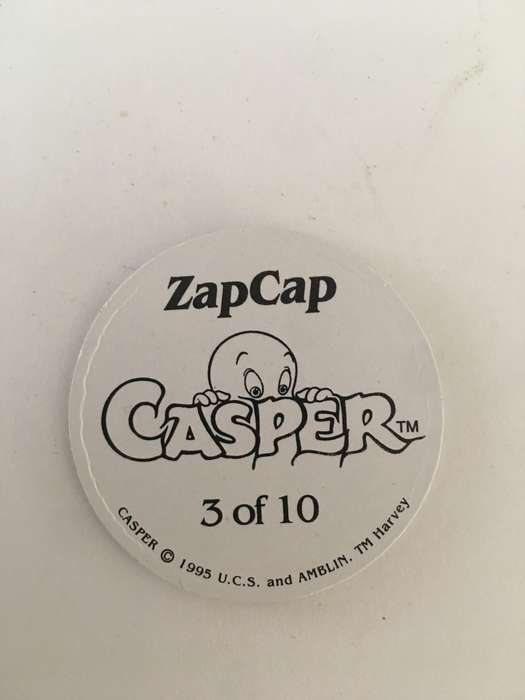 ZapCap
CASPER™
3 of 10
CASPER © 1995 U.C.S. and AMBLIN. TM Harvey